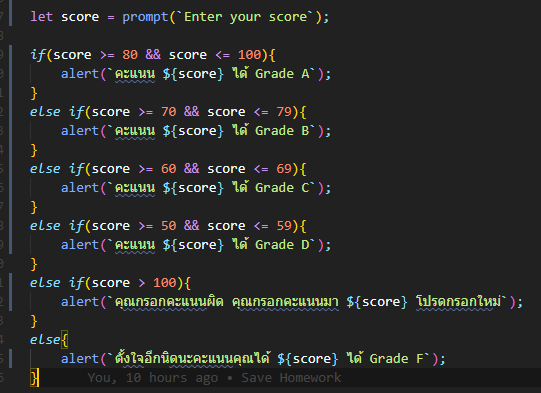 let score = prompt(`Enter your score`);
if(score >= 80 && score <= 100){
alert(`คะแนน ${score} ได้ Grade A`);
}
else if(score >= 70 && score <= 79){
alert(`คะแนน ${score} ได้ Grade B`);
}
else if(score >= 60 && score <= 69){
alert(`คะแนน ${score} ได้ Grade C`);
}
else if(score >= 50 && score <= 59){
alert(`คะแนน ${score} ได้ Grade D`);
}
else if(score > 100){
alert(`คุณกรอกคะแนนผิด คุณกรอกคะแนนมา ${score} โปรดกรอกใหม่`);
}
else{
alert(`ตั้งใจอีกนิดนะคะแนนคุณได้ ${score} ได้ Grade F`);
} You, 10 hours ago • Save Homework